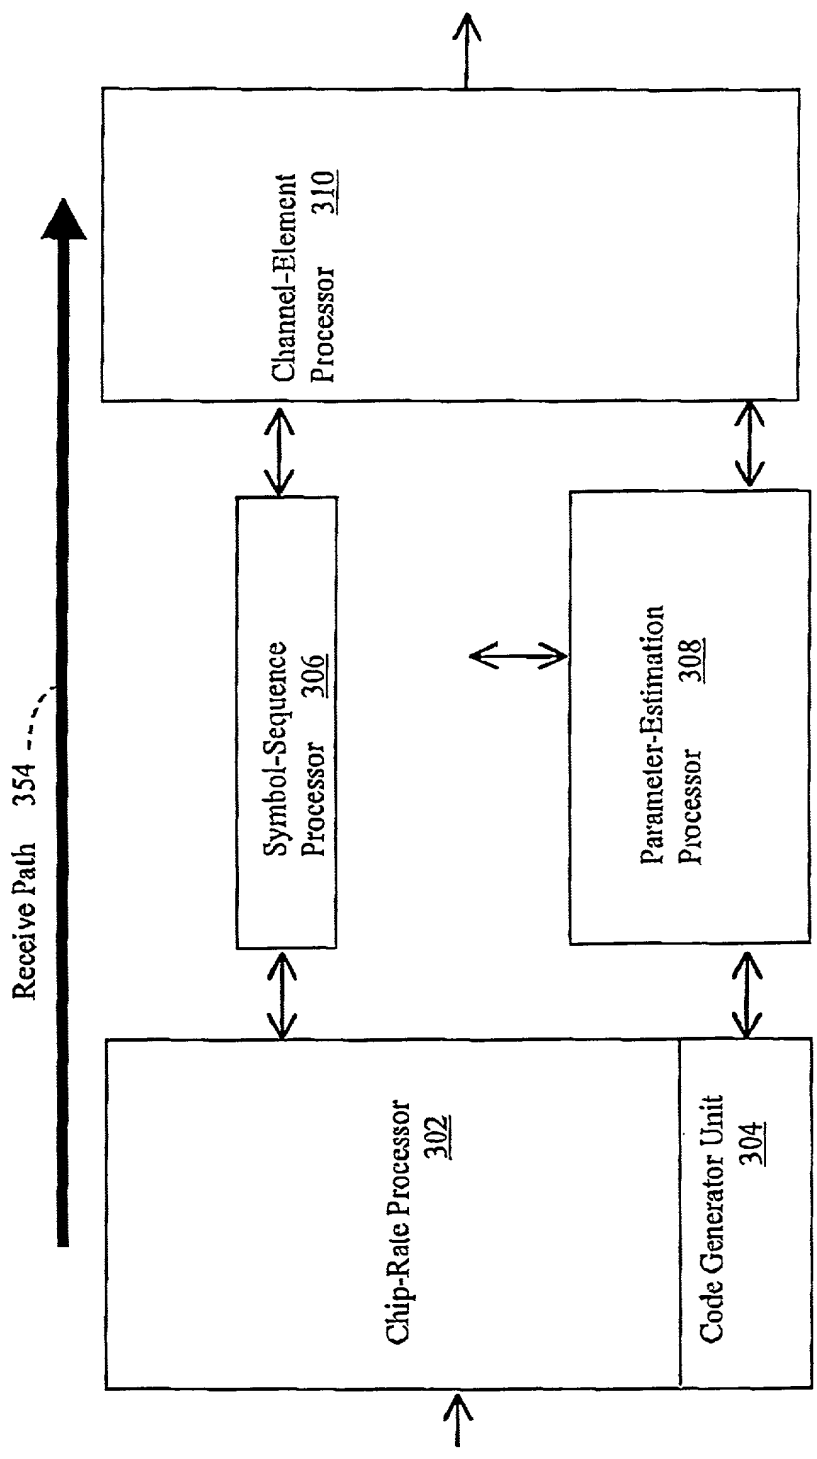 Receive Path 354
Chip-Rate Processor
302
Code Generator Unit
304
Symbol-Sequence
Processor 306
Parameter-Estimation
Processor 308
Channel-Element
Processor 310